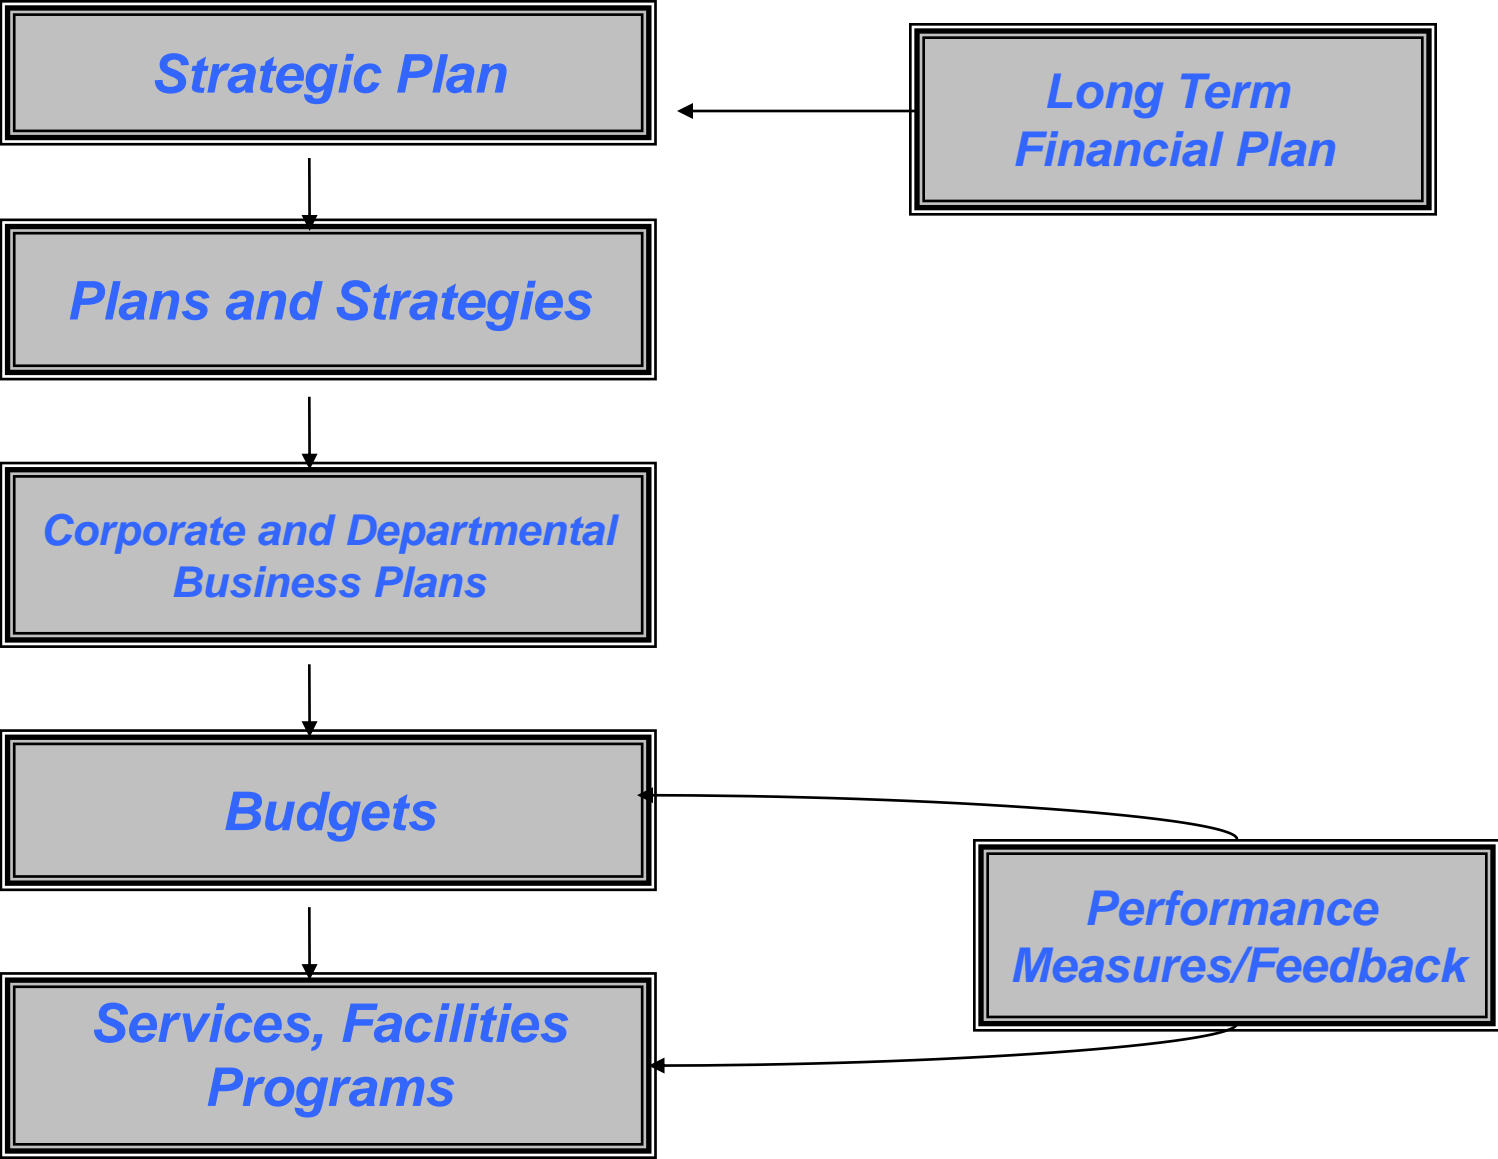 Strategic Plan
Long Term
Financial Plan
Plans and Strategies
Corporate and Departmental
Business Plans
Budgets
Performance
Measures/Feedback
Services, Facilities
Programs